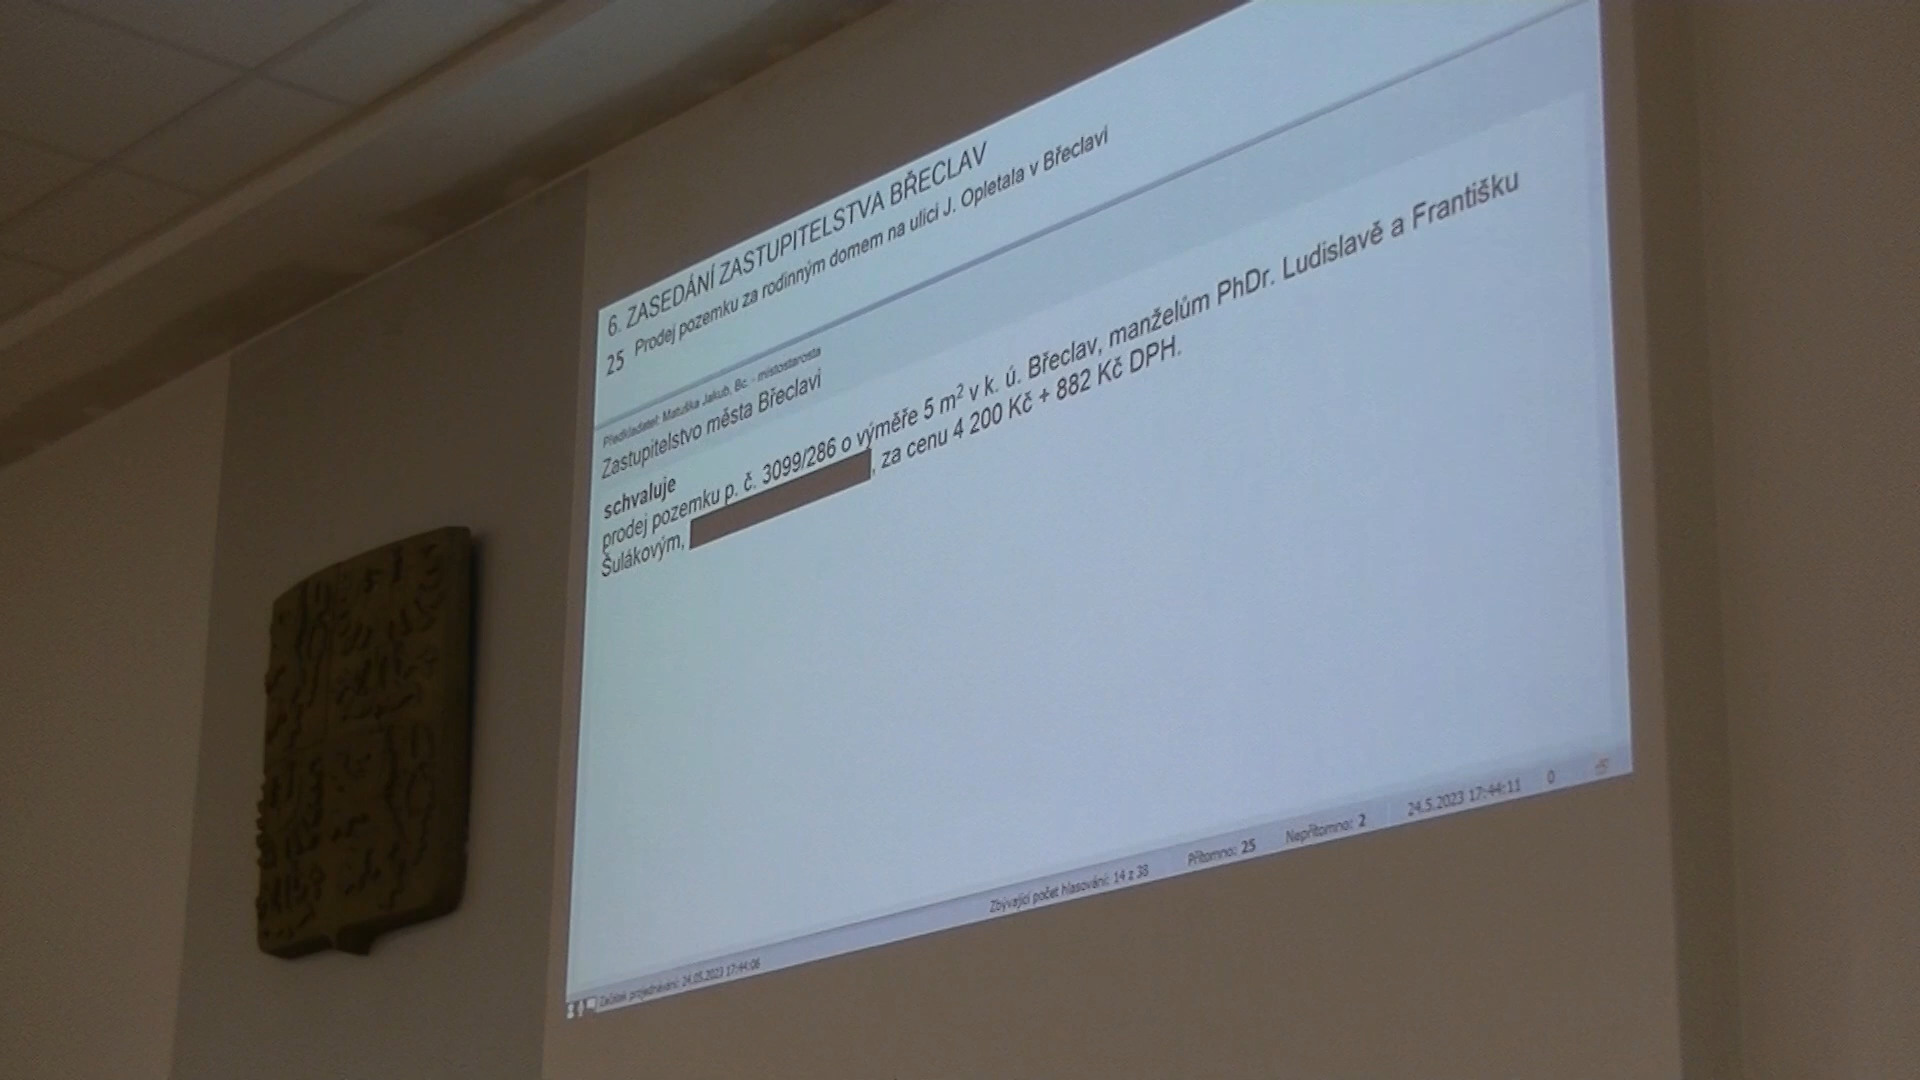 6. ZASEDÁNÍ ZASTUPITELSTVA BŘECLAV
25 Prodej pozemku za rodinným domem na ulici J. Opletala v Břeclavi
Předkladatel: Matuška Jakub, Bc. - místostarosta
Zastupitelstvo města Břeclavi
schvaluje
prodej pozemku p. č. 3099/286 o výměře 5 m² v k. ú. Břeclav, manželům PhDr. Ludislavě a Františku
Šulákovým, , za cenu 4 200 Kč + 882 Kč DPH.
Začátek projednávání: 24.05.2023 17:44:06
Zbývající počet hlasování: 14 z 38
Přítomno: 25
Nepřítomno: 2
24.5.2023 17:44:11
0